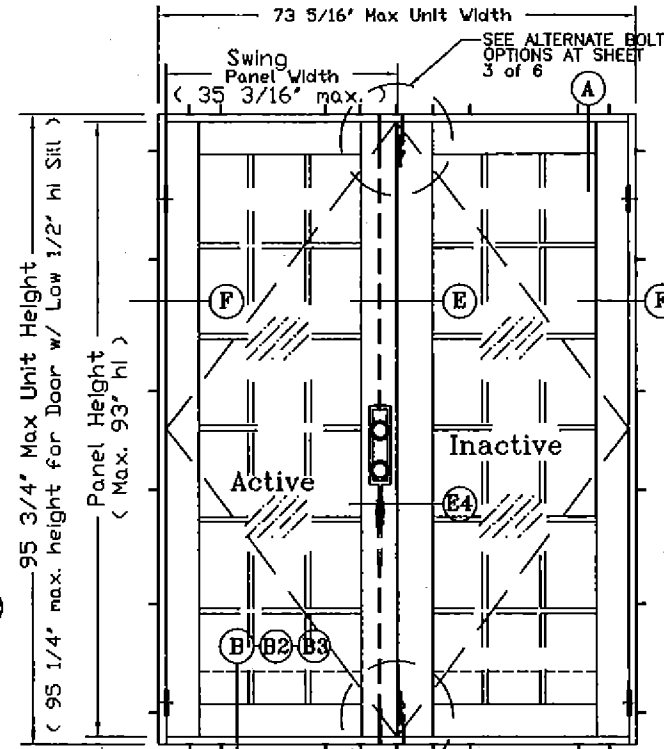 73 5/16" Max Unit Width
SEE ALTERNATE BOLT
OPTIONS AT SHEET
3 of 6
Swing
Panel Width
( 35 3/16" max. )
A
95 3/4" Max Unit Height
( 95 1/4" max. height for Door w/ Low 1/2" hi Sill )
Panel Height
( Max. 93" hi )
F
E
F
Active
Inactive
E4
B
B2
B3